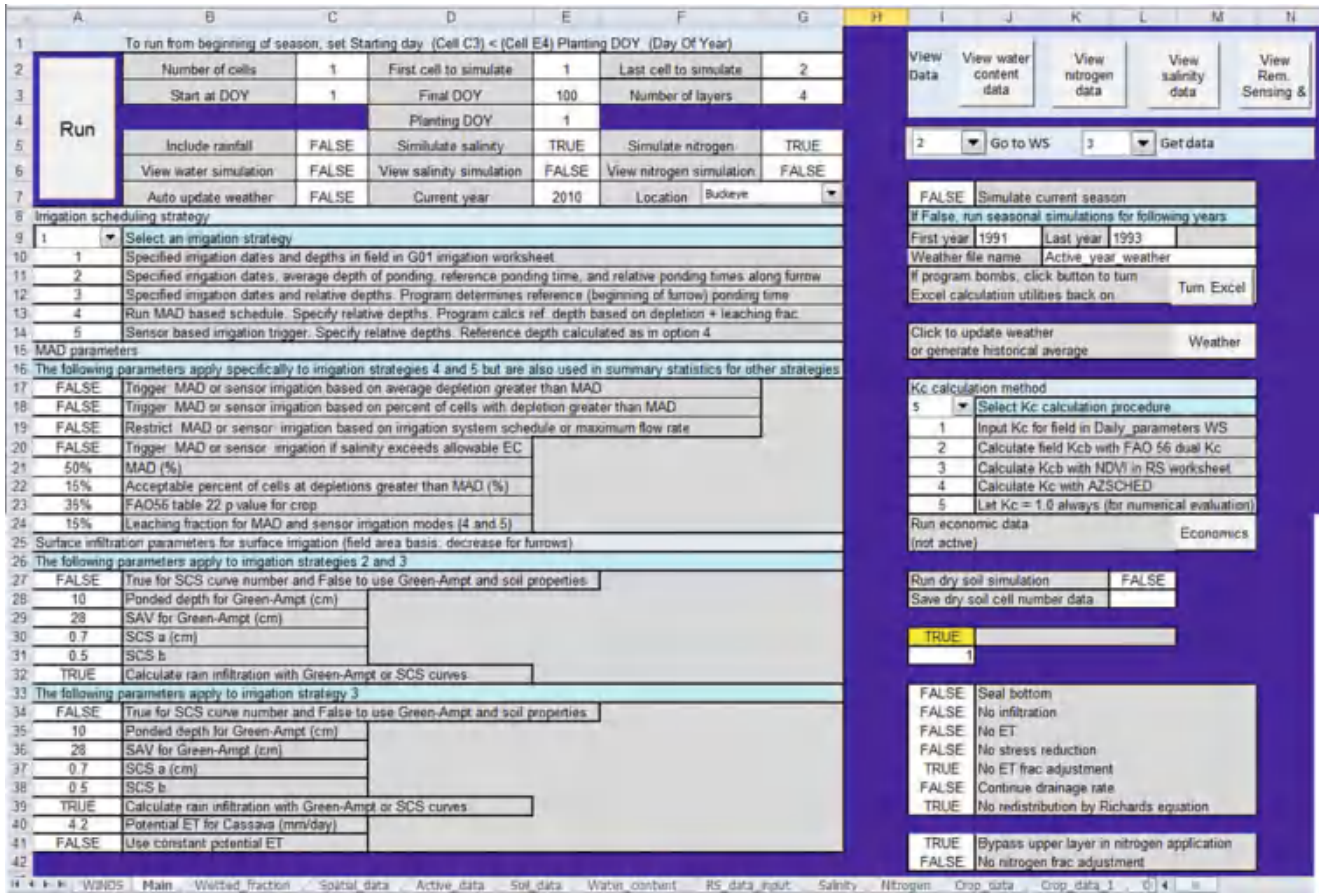 A B C D E F G H I J K L M N
1 To run from beginning of season, set Starting day (Cell C3) < (Cell E4) Planting DOY (Day Of Year)
2 Number of cells 1 First cell to simulate 1 Last cell to simulate 2
3 Start at DOY 1 Final DOY 100 Number of layers 4
Run
4 Planting DOY 1
5 Include rainfall FALSE Similulate salinity TRUE Simulate nitrogen TRUE
6 View water simulation FALSE View salinity simulation FALSE View nitrogen simulation FALSE
7 Auto update weather FALSE Current year 2010 Location Buckeye
8 Irrigation scheduling strategy
9 1 Select an irrigation strategy
10 1 Specified irrigation dates and depths in field in G01 irrigation worksheet
11 2 Specified irrigation dates, average depth of ponding, reference ponding time, and relative ponding times along furrow
12 3 Specified irrigation dates and relative depths. Program determines reference (beginning of furrow) ponding time
13 4 Run MAD based schedule. Specify relative depths. Program calcs ref. depth based on depletion + leaching frac.
14 5 Sensor based irrigation trigger. Specify relative depths. Reference depth calculated as in option 4
15 MAD parameters
16 The following parameters apply specifically to irrigation strategies 4 and 5 but are also used in summary statistics for other strategies
17 FALSE Trigger MAD or sensor irrigation based on average depletion greater than MAD
18 FALSE Trigger MAD or sensor irrigation based on percent of cells with depletion greater than MAD
19 FALSE Restrict MAD or sensor irrigation based on irrigation system schedule or maximum flow rate
20 FALSE Trigger MAD or sensor irrigation if salinity exceeds allowable EC
21 50% MAD (%)
22 15% Acceptable percent of cells at depletions greater than MAD (%)
23 35% FAO56 table 22 p value for crop
24 15% Leaching fraction for MAD and sensor irrigation modes (4 and 5)
25 Surface infiltration parameters for surface irrigation (field area basis: decrease for furrows)
26 The following parameters apply to irrigation strategies 2 and 3
27 FALSE True for SCS curve number and False to use Green-Ampt and soil properties
28 10 Ponded depth for Green-Ampt (cm)
29 28 SAV for Green-Ampt (cm)
30 0.7 SCS a (cm)
31 0.5 SCS b
32 TRUE Calculate rain infiltration with Green-Ampt or SCS curves
33 The following parameters apply to irrigation strategy 3
34 FALSE True for SCS curve number and False to use Green-Ampt and soil properties
35 10 Ponded depth for Green-Ampt (cm)
36 28 SAV for Green-Ampt (cm)
37 0.7 SCS a (cm)
38 0.5 SCS b
39 TRUE Calculate rain infiltration with Green-Ampt or SCS curves
40 4.2 Potential ET for Cassava (mm/day)
41 FALSE Use constant potential ET
42
View Data
View water content data
View nitrogen data
View salinity data
View Rem. Sensing &
2 Go to WS 3 Get data
FALSE Simulate current season
If False, run seasonal simulations for following years
First year 1991 Last year 1993
Weather file name Active_year_weather
If program bombs, click button to turn
Excel calculation utilities back on
Turn Excel
Click to update weather
or generate historical average
Weather
Kc calculation method
5 Select Kc calculation procedure
1 Input Kc for field in Daily_parameters WS
2 Calculate field Kcb with FAO 56 dual Kc
3 Calculate Kcb with NDVI in RS worksheet
4 Calculate Kc with AZSCHED
5 Let Kc = 1.0 always (for numerical evaluation)
Run economic data
(not active)
Economics
Run dry soil simulation FALSE
Save dry soil cell number data
TRUE
1
FALSE Seal bottom
FALSE No infiltration
FALSE No ET
FALSE No stress reduction
TRUE No ET frac adjustment
FALSE Continue drainage rate
TRUE No redistribution by Richards equation
TRUE Bypass upper layer in nitrogen application
FALSE No nitrogen frac adjustment
WINDS Main Wetted_fraction Spatial_data Active_data Soil_data Water_content RS_data_input Salinity Nitrogen Crop_data Crop_data_1